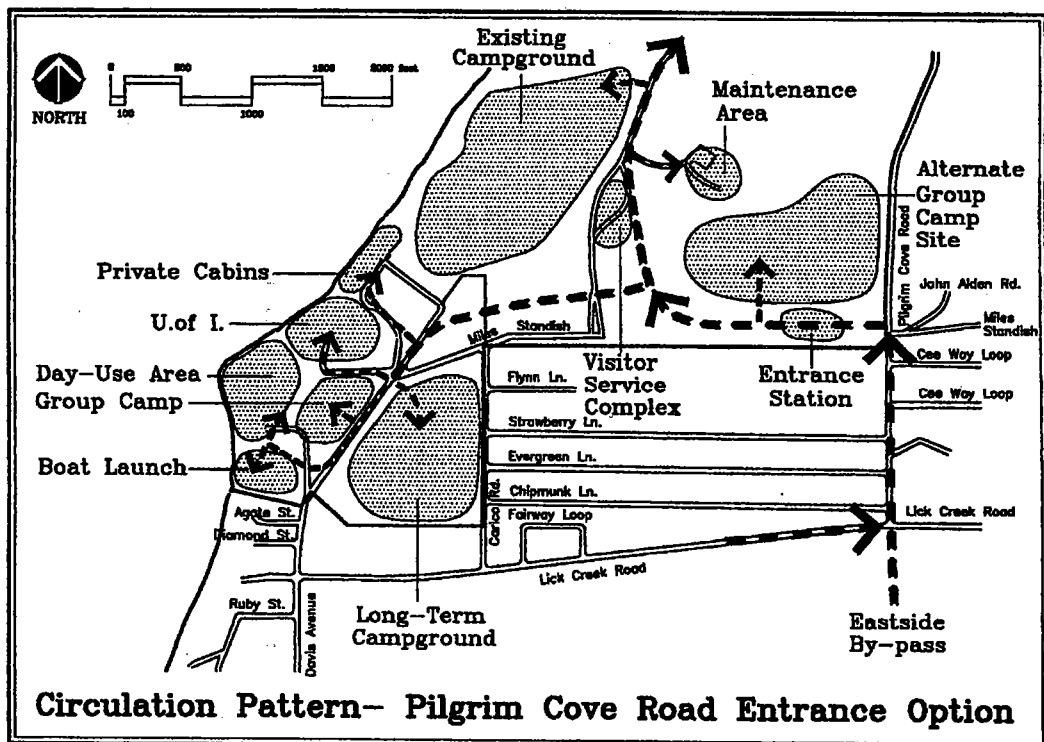 Existing
Campground
0 500 1500 2000 feet
100 1000
NORTH
Maintenance
Area
Alternate
Group
Camp
Site
Pilgrim Cove Road
John Alden Rd.
Miles
Standish
Private Cabins
U.of I.
Miles Standish
Cee Way Loop
Day-Use Area
Flynn Ln.
Visitor
Service
Complex
Entrance
Station
Group Camp
Cee Way Loop
Strawberry Ln.
Boat Launch
Evergreen Ln.
Carico Rd.
Chipmunk Ln.
Agate St.
Fairway Loop
Lick Creek Road
Diamond St.
Lick Creek Road
Ruby St.
Davis Avenue
Long-Term
Campground
Eastside
By-pass
Circulation Pattern- Pilgrim Cove Road Entrance Option